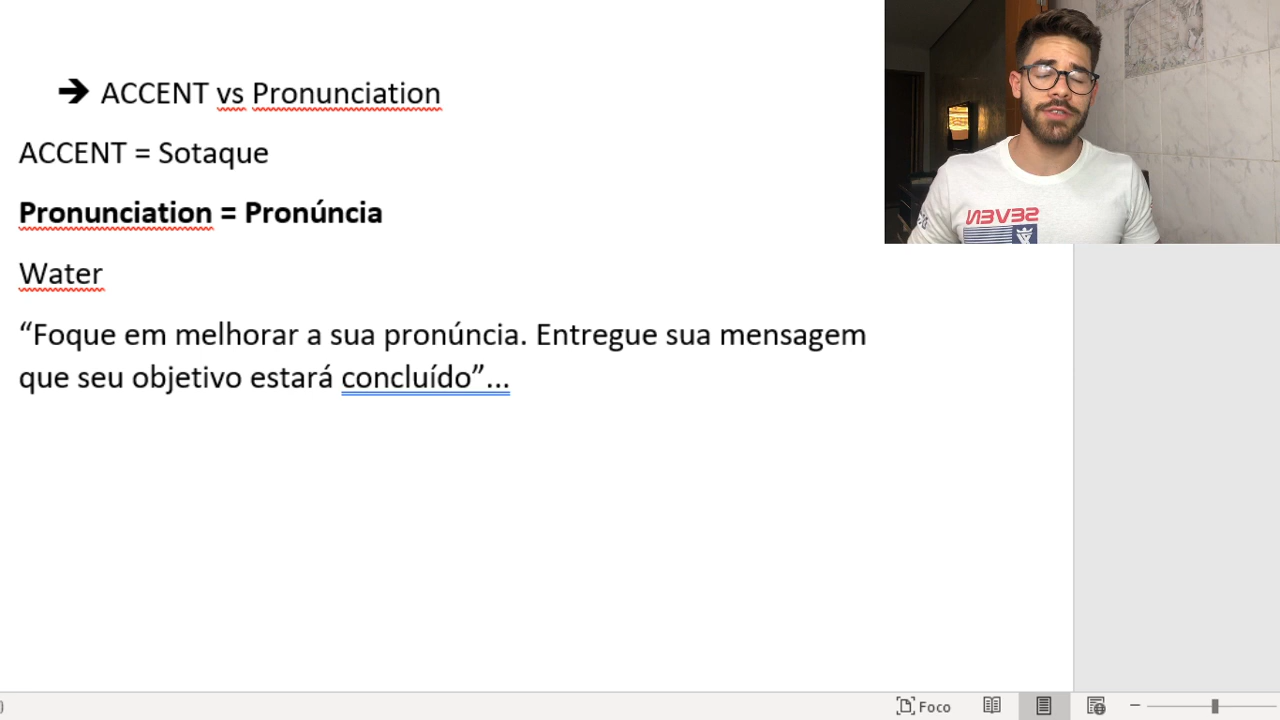 ➔ ACCENT vs Pronunciation
ACCENT = Sotaque
Pronunciation = Pronúncia
Water
“Foque em melhorar a sua pronúncia. Entregue sua mensagem
que seu objetivo estará concluído”...
SEVEN
Foco